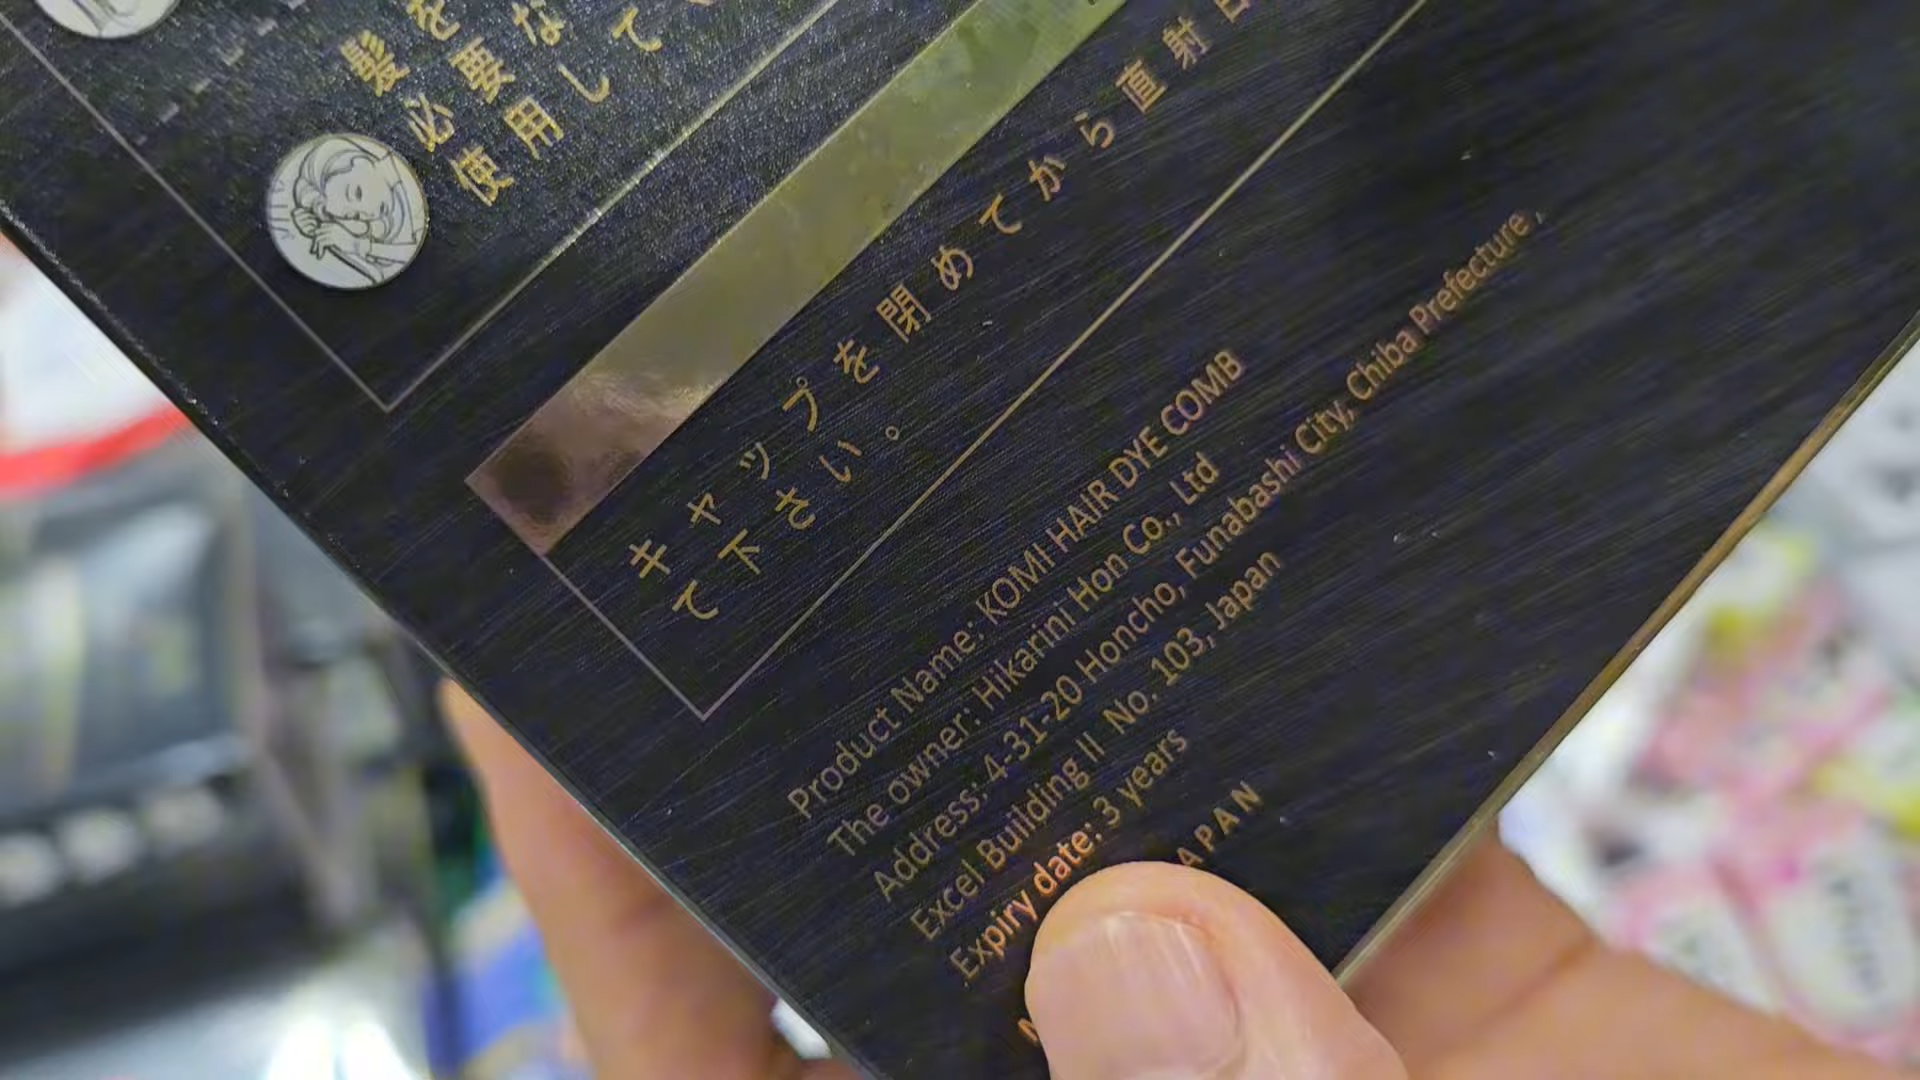 髪を
必要な
使用して
キャップを閉めてから直射
て下さい。
Product Name: KOMI HAIR DYE COMB
The owner: Hikarini Hon Co., Ltd
Address: 4-31-20 Honcho, Funabashi City, Chiba Prefecture,
Excel Building II No. 103, Japan
Expiry date: 3 years
APAN